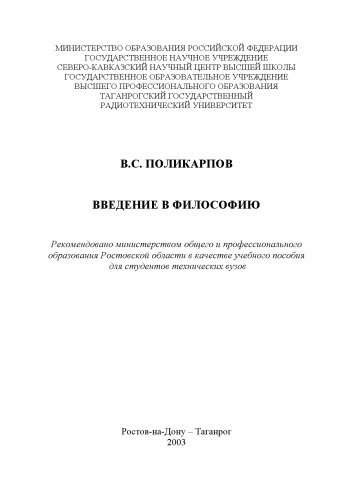 МИНИСТЕРСТВО ОБРАЗОВАНИЯ РОССИЙСКОЙ ФЕДЕРАЦИИ
ГОСУДАРСТВЕННОЕ НАУЧНОЕ УЧРЕЖДЕНИЕ
СЕВЕРО-КАВКАЗСКИЙ НАУЧНЫЙ ЦЕНТР ВЫСШЕЙ ШКОЛЫ
ГОСУДАРСТВЕННОЕ ОБРАЗОВАТЕЛЬНОЕ УЧРЕЖДЕНИЕ
ВЫСШЕГО ПРОФЕССИОНАЛЬНОГО ОБРАЗОВАНИЯ
ТАГАНРОГСКИЙ ГОСУДАРСТВЕННЫЙ
РАДИОТЕХНИЧЕСКИЙ УНИВЕРСИТЕТ
В.С. ПОЛИКАРПОВ
ВВЕДЕНИЕ В ФИЛОСОФИЮ
Рекомендовано министерством общего и профессионального
образования Ростовской области в качестве учебного пособия
для студентов технических вузов
Ростов-на-Дону – Таганрог
2003